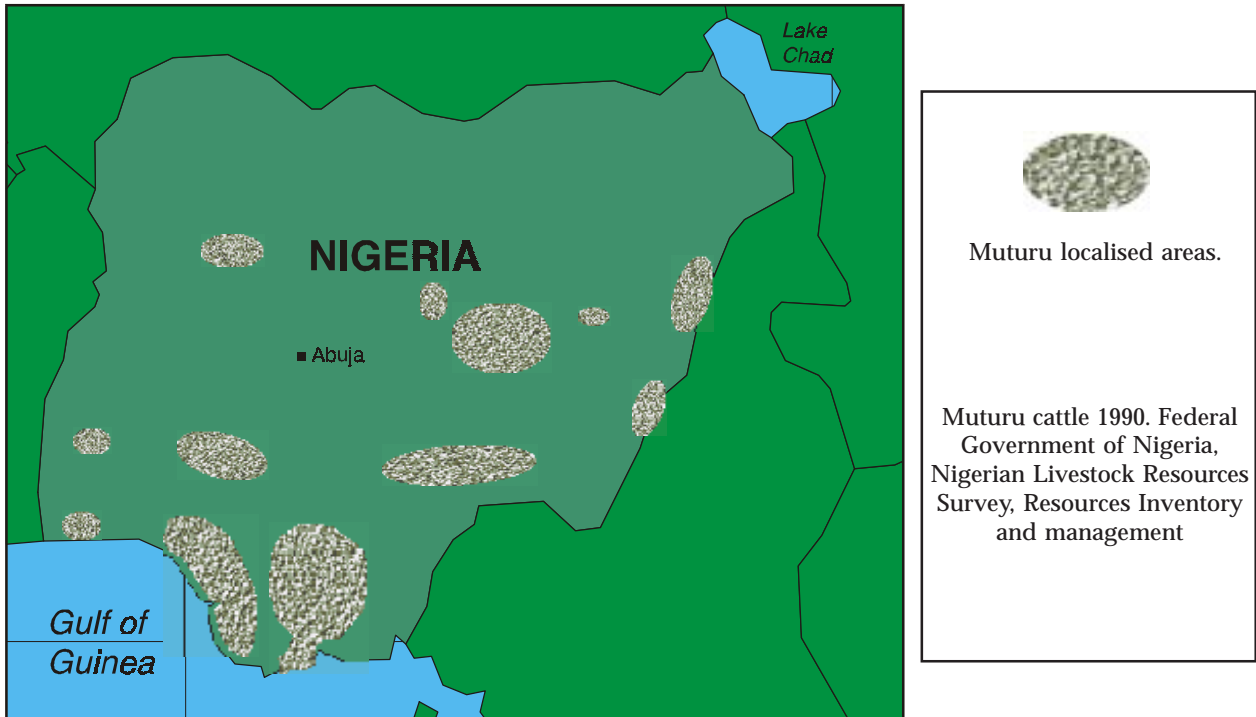 Lake
Chad
NIGERIA
Abuja
Gulf of
Guinea
Muturu localised areas.
Muturu cattle 1990. Federal
Government of Nigeria,
Nigerian Livestock Resources
Survey, Resources Inventory
and management